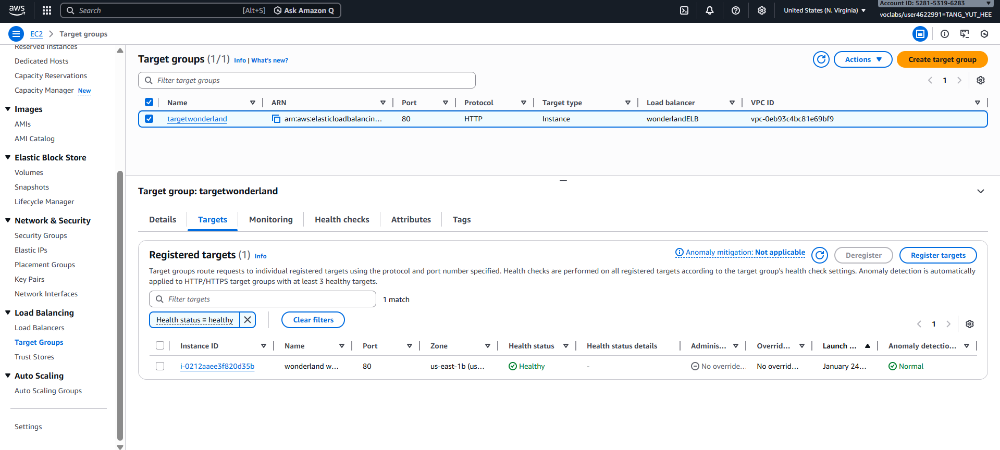 aws
Search [Alt+S] Ask Amazon Q
United States (N. Virginia)
Account ID: 5281-5319-6283
voclabs/user4622991=TANG_YUT_HEE
EC2 Target groups
Reserved Instances
Dedicated Hosts
Capacity Reservations
Capacity Manager New
Images
AMIs
AMI Catalog
Elastic Block Store
Volumes
Snapshots
Lifecycle Manager
Network & Security
Security Groups
Elastic IPs
Placement Groups
Key Pairs
Network Interfaces
Load Balancing
Load Balancers
Target Groups
Trust Stores
Auto Scaling
Auto Scaling Groups
Settings
Target groups (1/1) Info | What's new?
Actions
Create target group
Filter target groups
1
Name ARN Port Protocol Target type Load balancer VPC ID
targetwonderland arn:aws:elasticloadbalancin... 80 HTTP Instance wonderlandELB vpc-0eb93c4bc81e69bf9
Target group: targetwonderland
Details Targets Monitoring Health checks Attributes Tags
Registered targets (1) Info
Anomaly mitigation: Not applicable
Deregister
Register targets
Target groups route requests to individual registered targets using the protocol and port number specified. Health checks are performed on all registered targets according to the target group's health check settings. Anomaly detection is automatically
applied to HTTP/HTTPS target groups with at least 3 healthy targets.
Filter targets
1 match
Health status = healthy
Clear filters
1
Instance ID Name Port Zone Health status Health status details Adminis... Overrid... Launch ... Anomaly detectio...
i-0212aaee3f820d35b wonderland w... 80 us-east-1b (us... Healthy - No override... No overrid... January 24... Normal